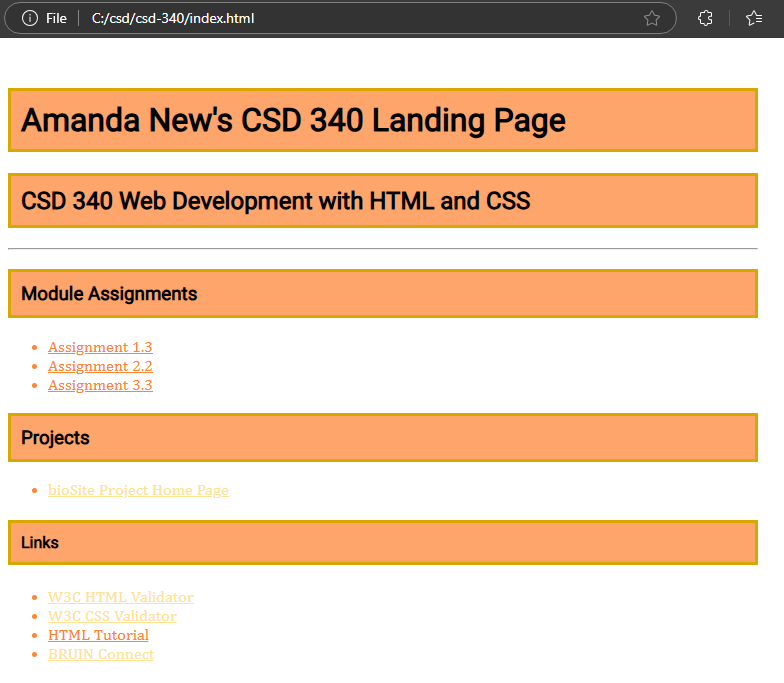 File C:/csd/csd-340/index.html
Amanda New's CSD 340 Landing Page
CSD 340 Web Development with HTML and CSS
Module Assignments
Assignment 1.3
Assignment 2.2
Assignment 3.3
Projects
bioSite Project Home Page
Links
W3C HTML Validator
W3C CSS Validator
HTML Tutorial
BRUIN Connect